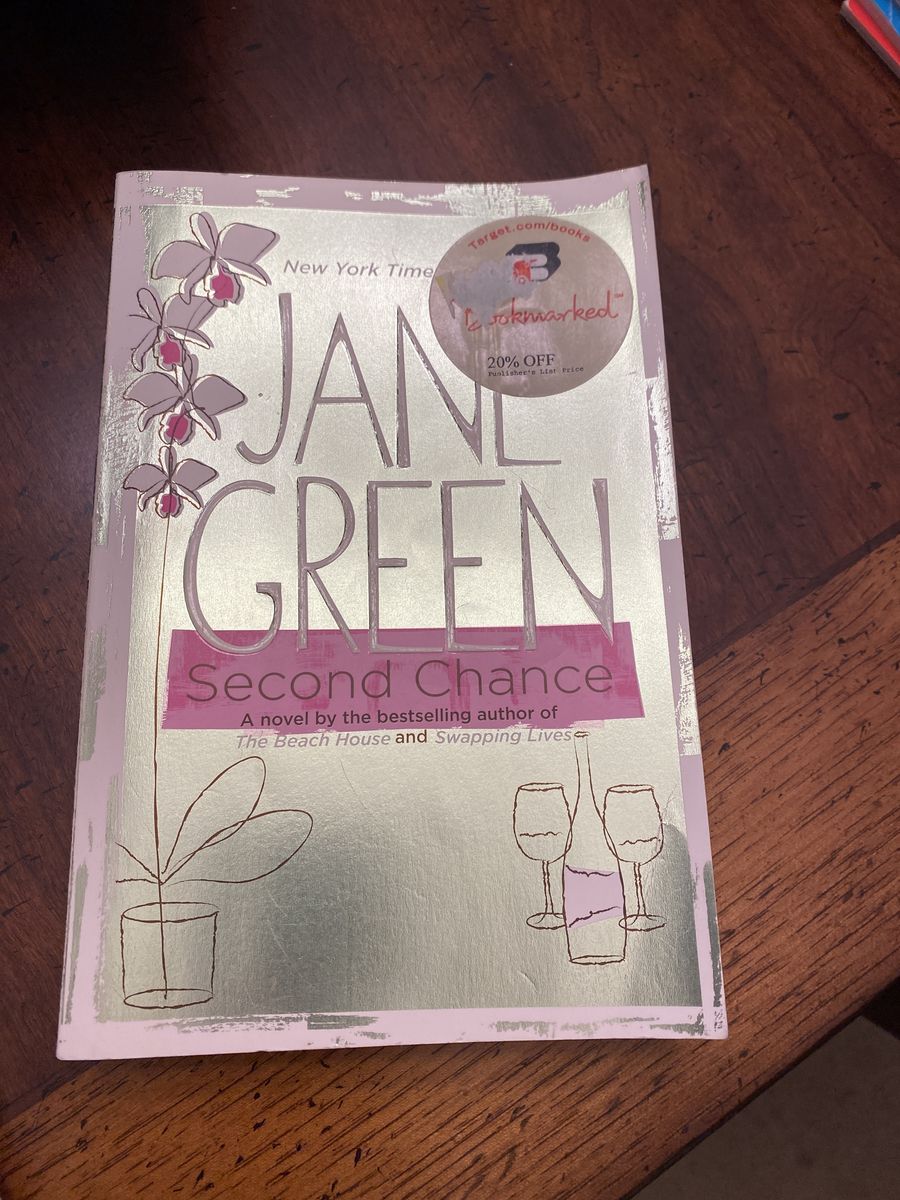 New York Time
Target.com/books
B
Bookmarked℠
20% OFF
Publisher's List Price
JANE
GREEN
Second Chance
A novel by the bestselling author of
The Beach House and Swapping Lives